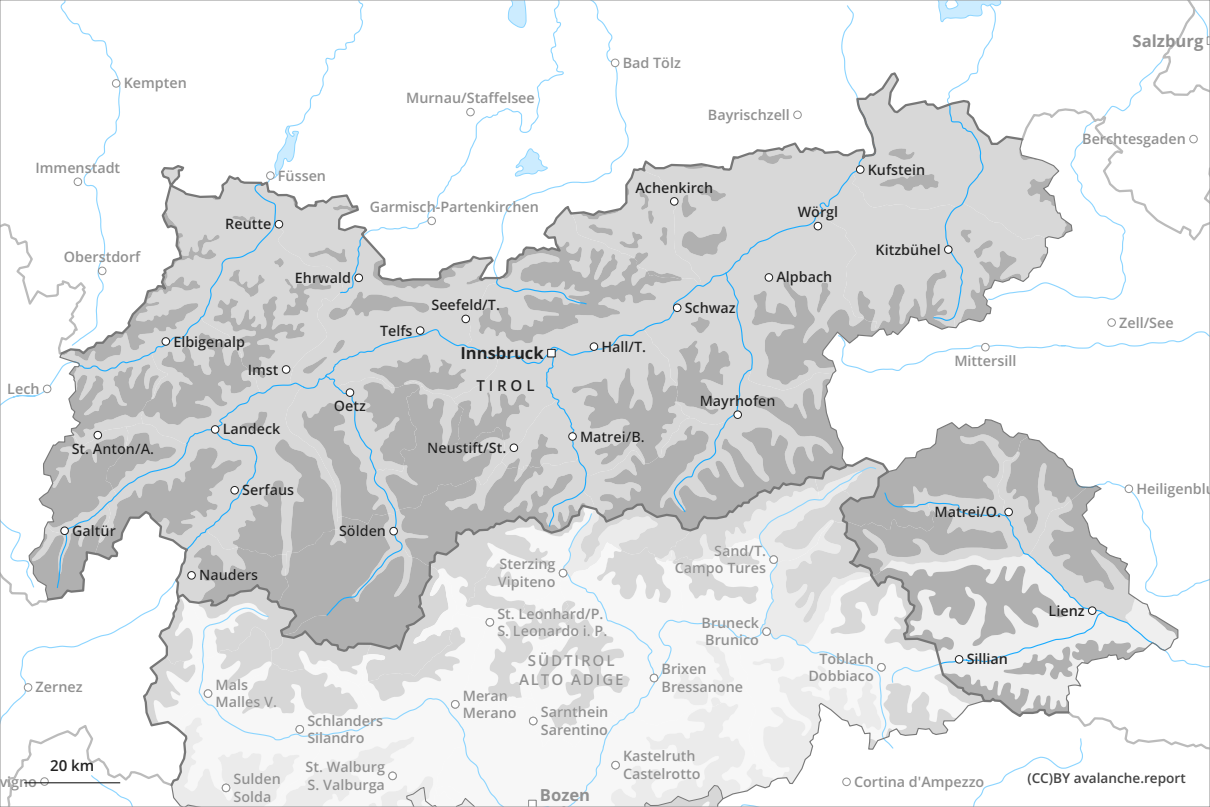 Salzburg
Bad Tölz
Kempten
Murnau/Staffelsee
Bayrischzell
Berchtesgaden
Immenstadt
Füssen
Kufstein
Achenkirch
Garmisch-Partenkirchen
Wörgl
Reutte
Kitzbühel
Oberstdorf
Ehrwald
Alpbach
Seefeld/T.
Schwaz
Zell/See
Telfs
Elbigenalp
Innsbruck
Hall/T.
Mittersill
Imst
TIROL
Lech
Oetz
Mayrhofen
Landeck
Matrei/B.
St. Anton/A.
Neustift/St.
Serfaus
Heiligenblu
Matrei/O.
Galtür
Sölden
Sand/T.
Campo Tures
Sterzing
Vipiteno
Nauders
Lienz
St. Leonhard/P.
S. Leonardo i. P.
Bruneck
Brunico
SÜDTIROL
ALTO ADIGE
Sillian
Toblach
Dobbiaco
Brixen
Bressanone
Zernez
Mals
Malles V.
Meran
Merano
Sarnthein
Sarentino
Schlanders
Silandro
Kastelruth
Castelrotto
St. Walburg
S. Valburga
20 km
vigno
Sulden
Solda
Cortina d'Ampezzo
(CC)BY avalanche.report
Bozen